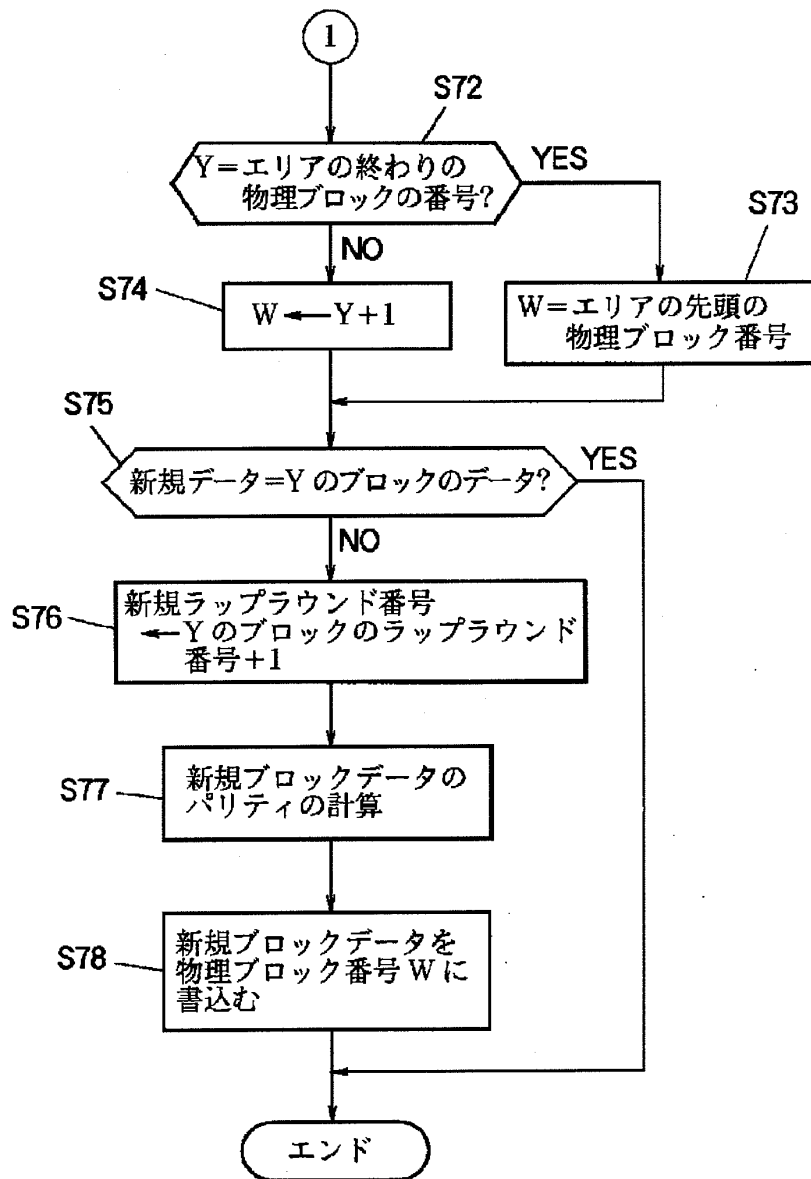 1
S72
Y=エリアの終わりの
物理ブロックの番号?
YES
S73
NO
S74
W←Y+1
W=エリアの先頭の
物理ブロック番号
S75
新規データ=Yのブロックのデータ?
YES
NO
S76
新規ラップラウンド番号
←Yのブロックのラップラウンド
番号+1
S77
新規ブロックデータの
パリティの計算
S78
新規ブロックデータを
物理ブロック番号Wに
書込む
エンド